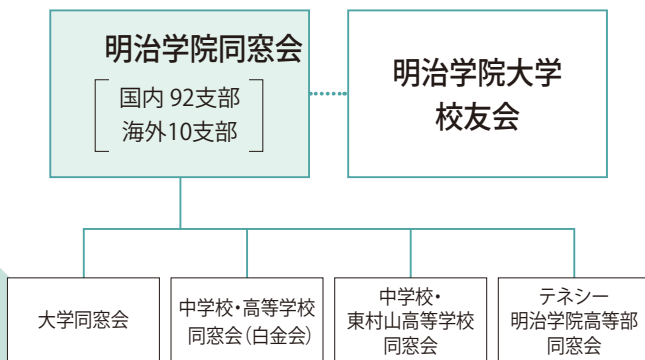 明治学院同窓会
国内 92支部
海外10支部
明治学院大学
校友会
大学同窓会
中学校・高等学校
同窓会(白金会)
中学校・
東村山高等学校
同窓会
テネシー
明治学院高等部
同窓会